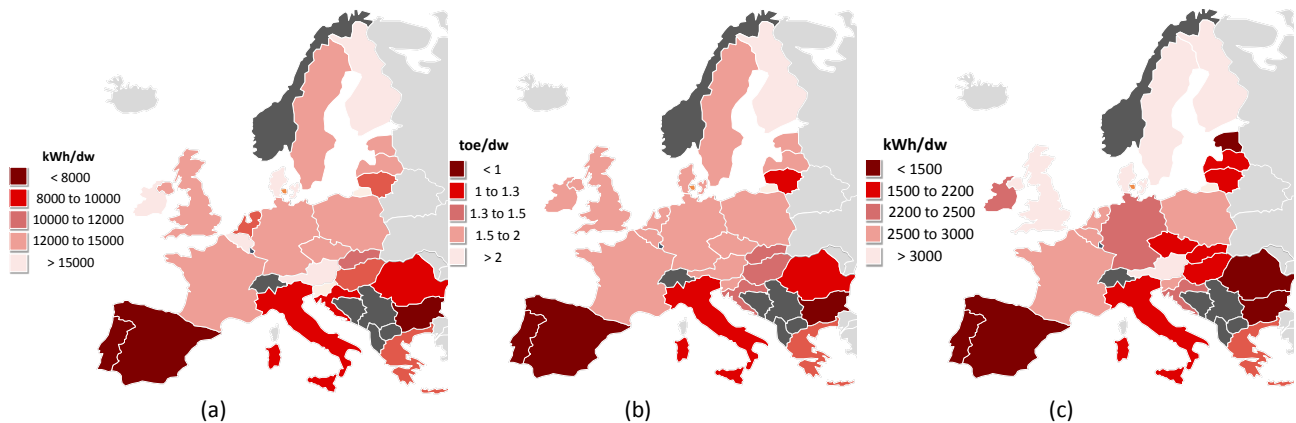 kWh/dw
< 8000
8000 to 10000
10000 to 12000
12000 to 15000
> 15000
(a)
toe/dw
< 1
1 to 1.3
1.3 to 1.5
1.5 to 2
> 2
(b)
kWh/dw
< 1500
1500 to 2200
2200 to 2500
2500 to 3000
> 3000
(c)